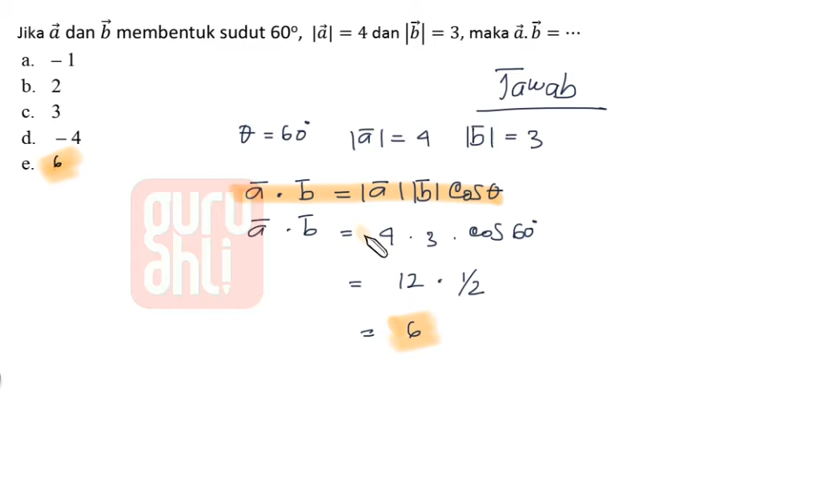 Jika a⃗ dan b⃗ membentuk sudut 60°, |a⃗| = 4 dan |b⃗| = 3, maka a⃗. b⃗ = ⋯
a. − 1
b. 2
c. 3
d. − 4
e. 6
Jawab
θ = 60° |a̅| = 4 |b̅| = 3
a̅ · b̅ = |a̅| |b̅| Cos θ
a̅ · b̅ = 4 · 3 · cos 60°
= 12 · 1/2
= 6
guru
ahli